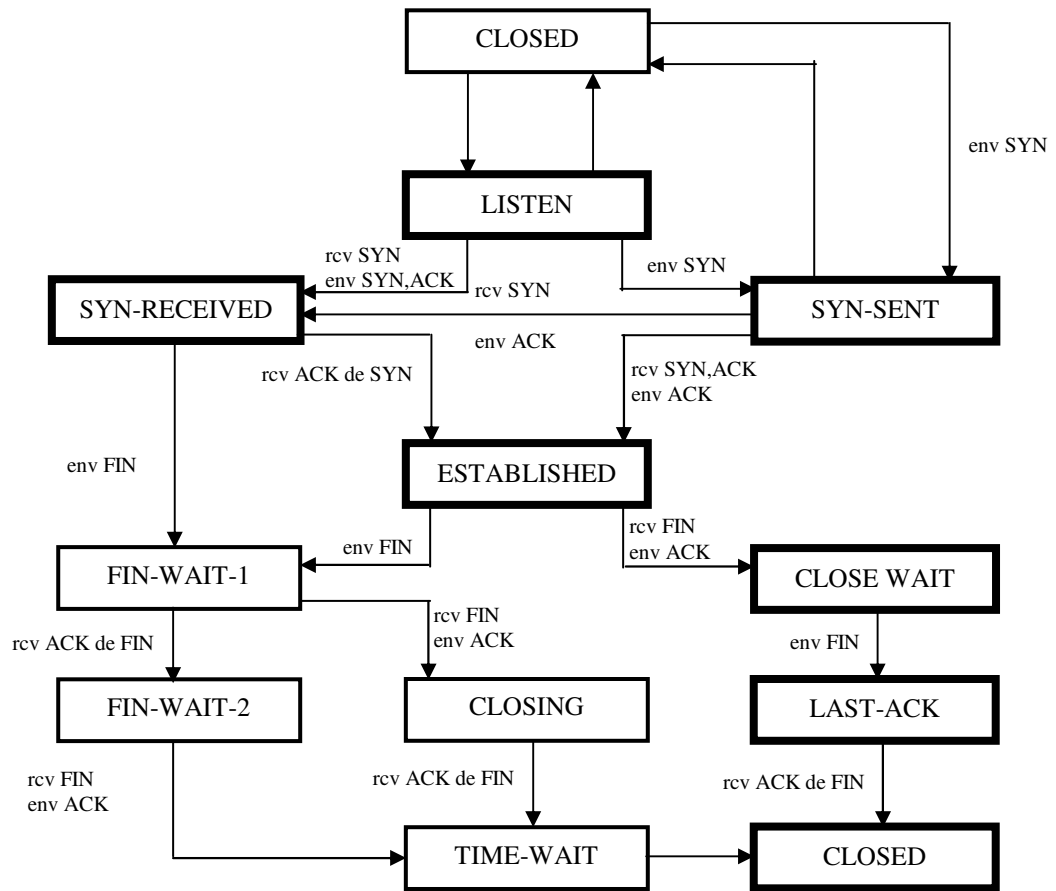 CLOSED
env SYN
LISTEN
rcv SYN
env SYN,ACK
env SYN
rcv SYN
SYN-RECEIVED
SYN-SENT
env ACK
rcv ACK de SYN
rcv SYN,ACK
env ACK
env FIN
ESTABLISHED
env FIN
rcv FIN
env ACK
FIN-WAIT-1
CLOSE WAIT
rcv ACK de FIN
rcv FIN
env ACK
env FIN
FIN-WAIT-2
CLOSING
LAST-ACK
rcv FIN
env ACK
rcv ACK de FIN
rcv ACK de FIN
TIME-WAIT
CLOSED